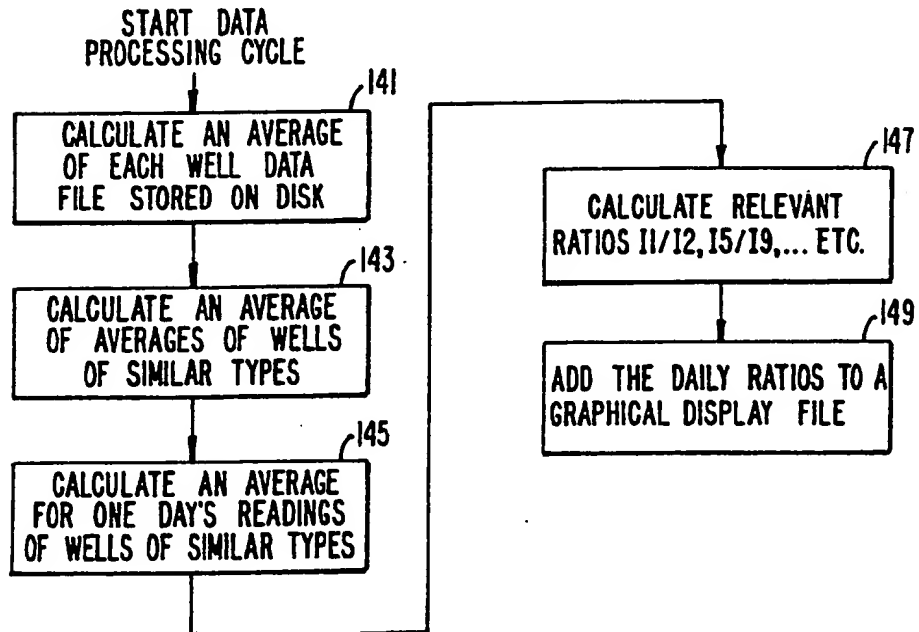 START DATA
PROCESSING CYCLE
141
CALCULATE AN AVERAGE
OF EACH WELL DATA
FILE STORED ON DISK
143
CALCULATE AN AVERAGE
OF AVERAGES OF WELLS
OF SIMILAR TYPES
145
CALCULATE AN AVERAGE
FOR ONE DAY'S READINGS
OF WELLS OF SIMILAR TYPES
147
CALCULATE RELEVANT
RATIOS I1/I2, I5/I9,... ETC.
149
ADD THE DAILY RATIOS TO A
GRAPHICAL DISPLAY FILE